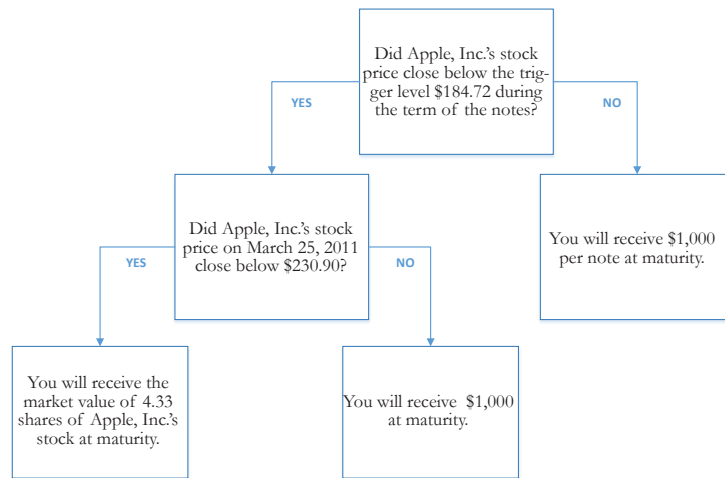 Did Apple, Inc.'s stock
price close below the trig-
ger level $184.72 during
the term of the notes?
YES
NO
Did Apple, Inc.'s stock
price on March 25, 2011
close below $230.90?
You will receive $1,000
per note at maturity.
YES
NO
You will receive the
market value of 4.33
shares of Apple, Inc.'s
stock at maturity.
You will receive $1,000
at maturity.